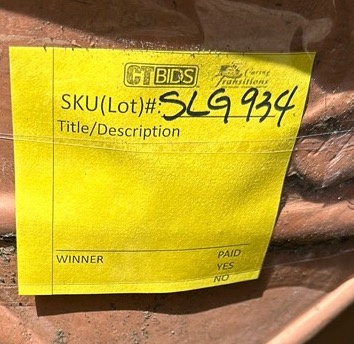 CTBIDS Caring Transitions
SKU(Lot)#: SLG934
Title/Description
WINNER PAID
YES
NO